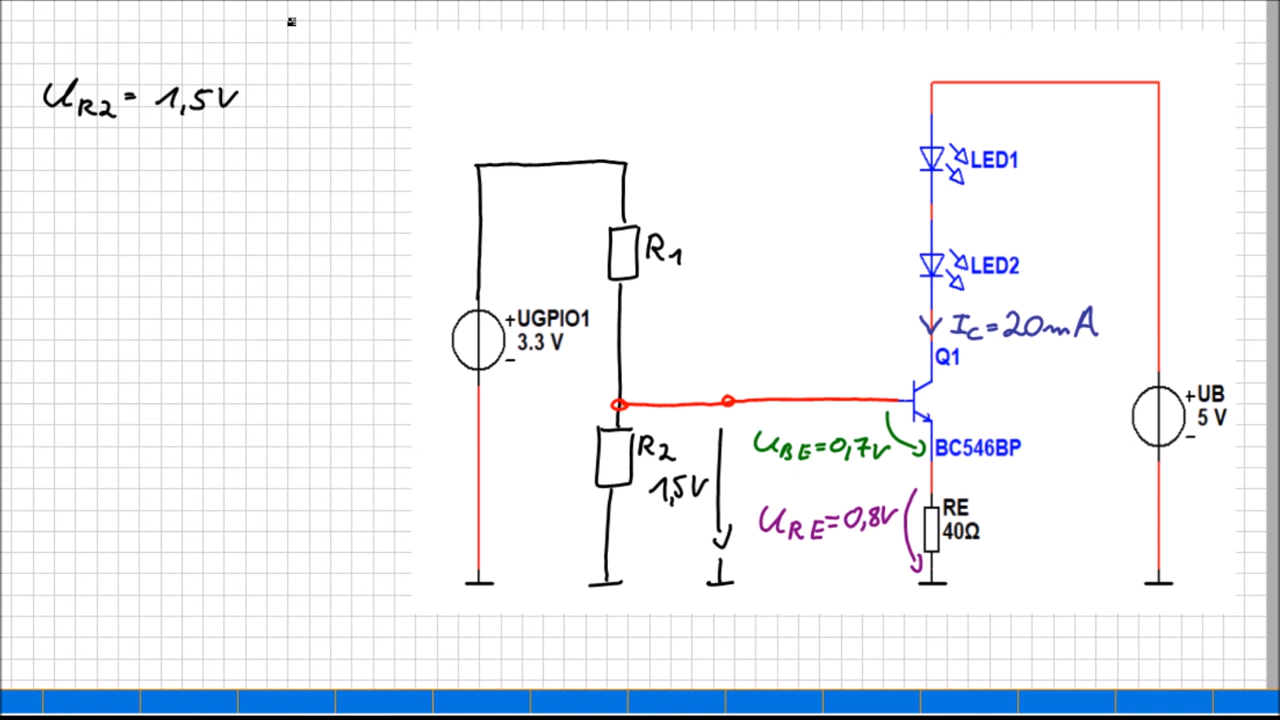 U_R2 = 1,5V
LED1
R1
LED2
+UGPIO1
3.3 V
−
I_C = 20mA
Q1
+UB
5 V
−
R2
1,5V
U_BE = 0,7V
BC546BP
U_RE = 0,8V
RE
40Ω